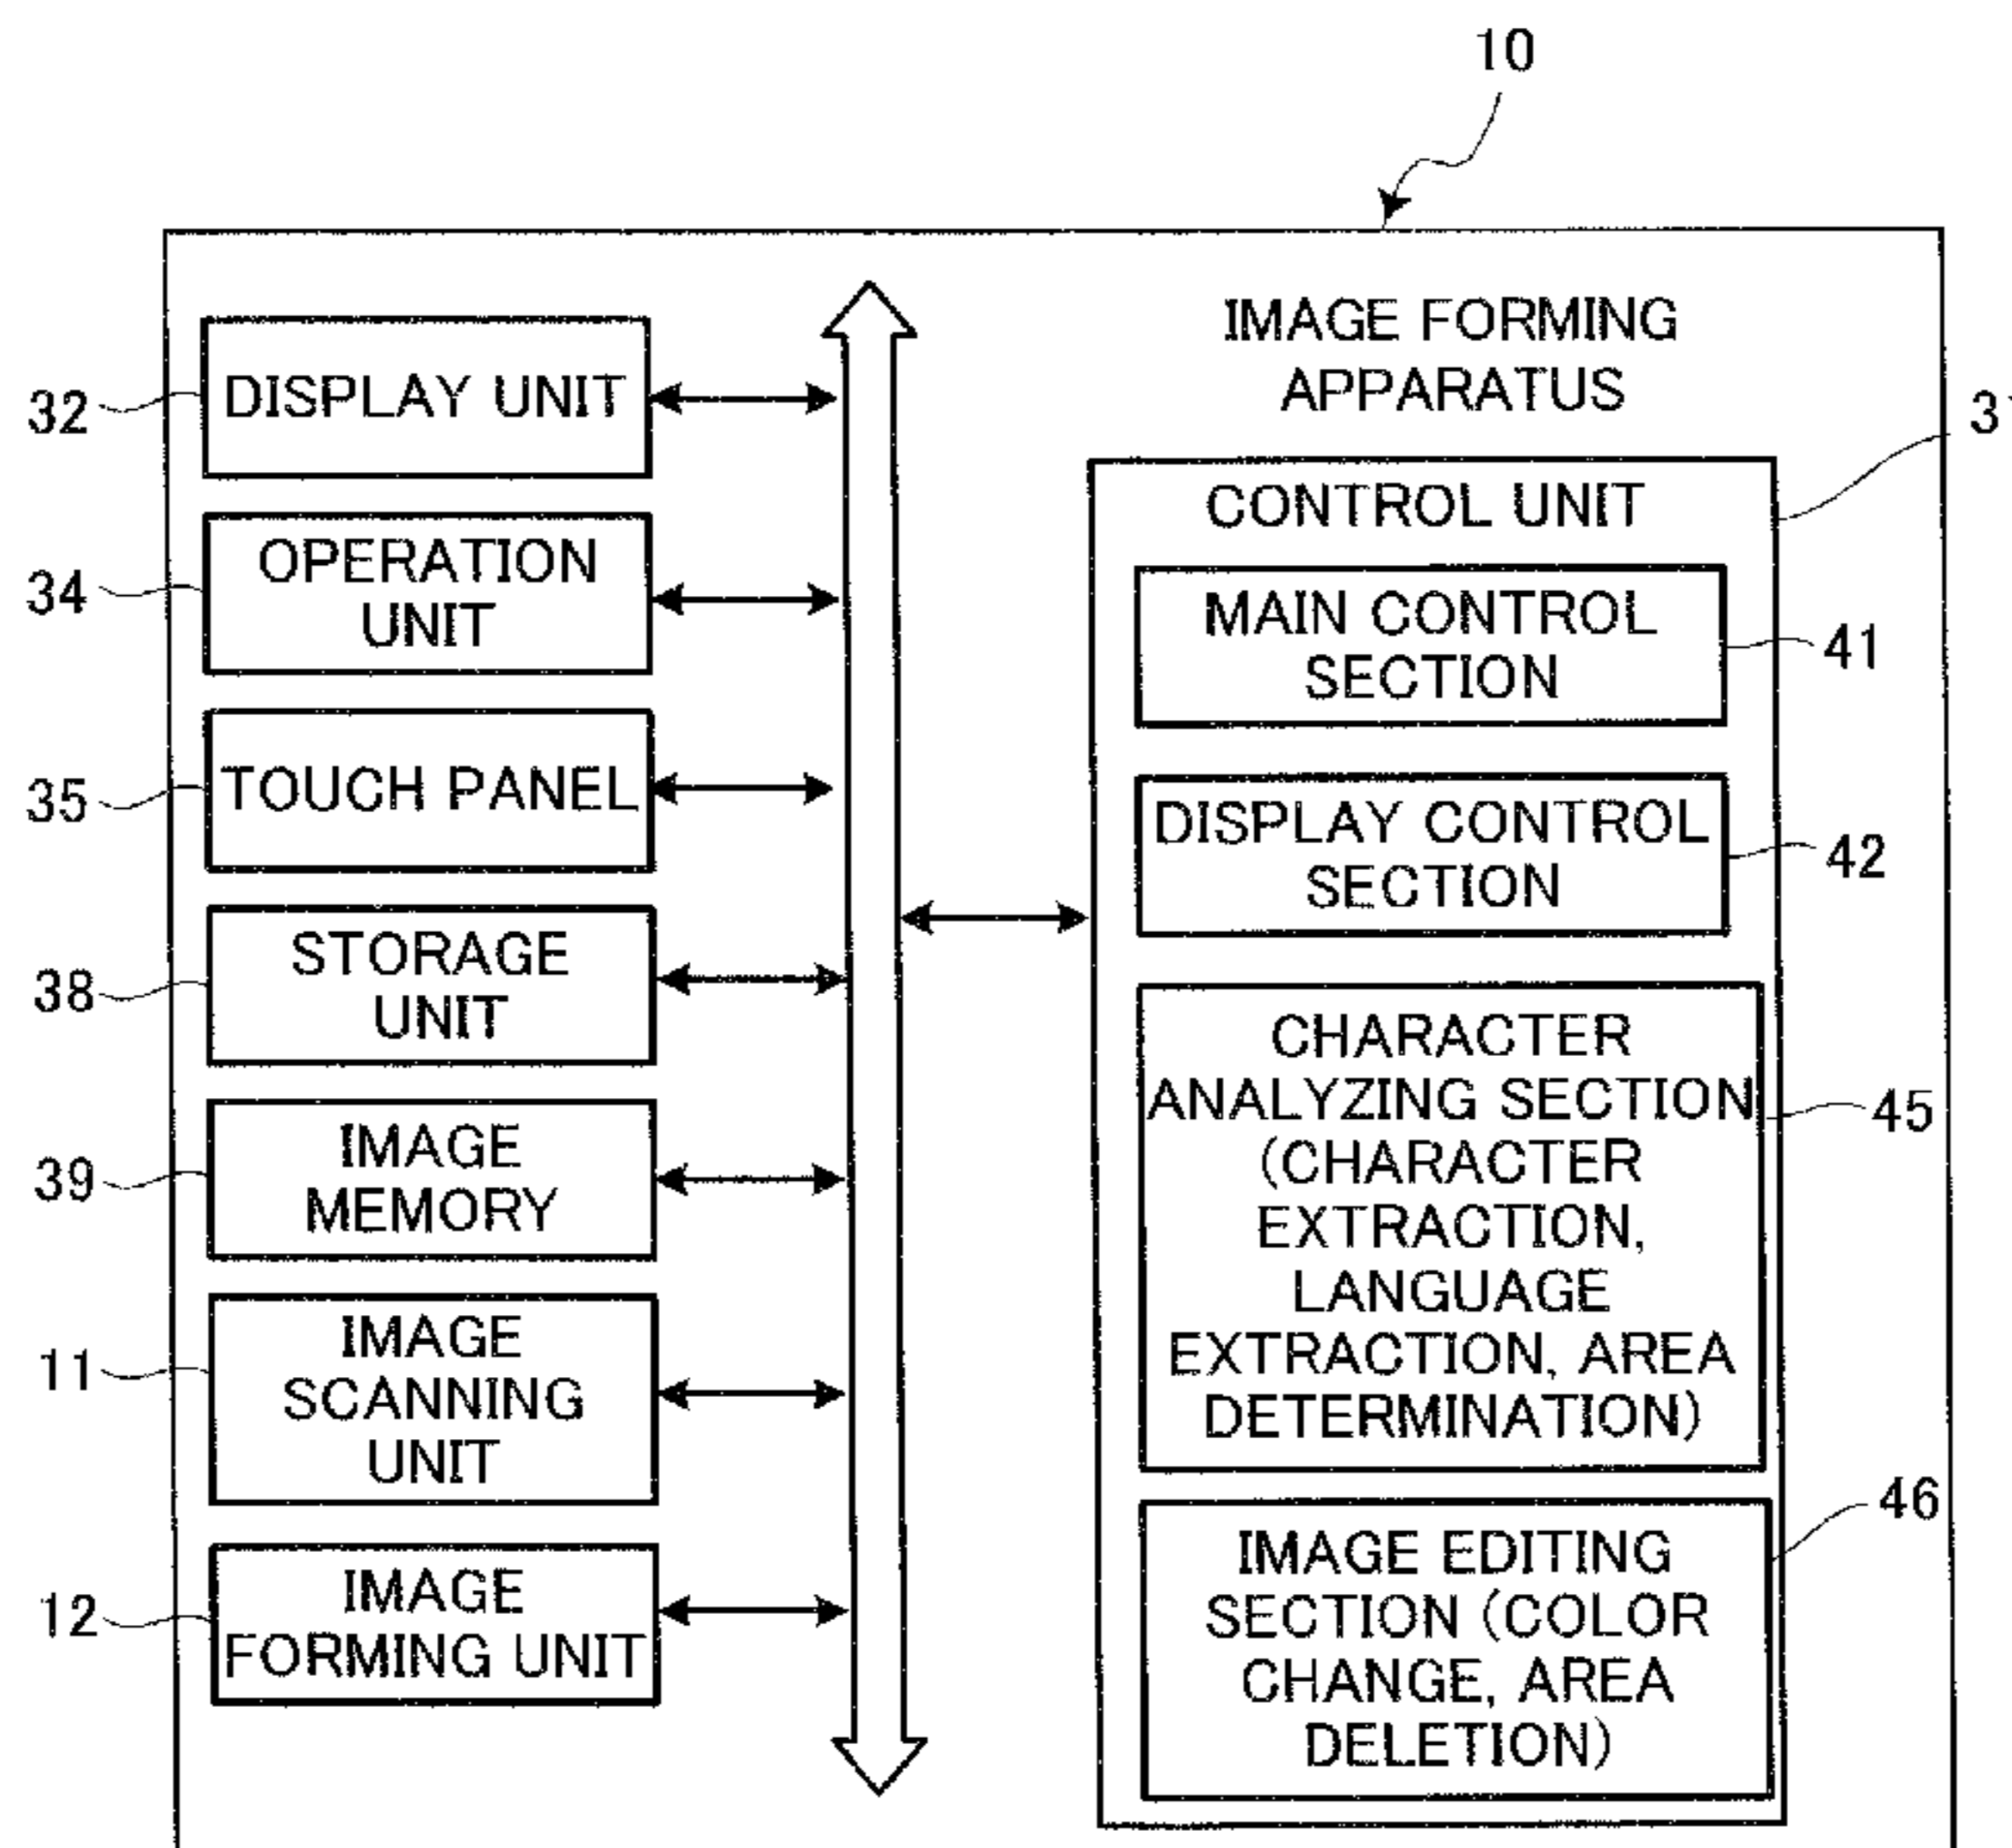 10
IMAGE FORMING
APPARATUS
32
DISPLAY UNIT
34
OPERATION
UNIT
35
TOUCH PANEL
38
STORAGE
UNIT
39
IMAGE
MEMORY
11
IMAGE
SCANNING
UNIT
12
IMAGE
FORMING UNIT
CONTROL UNIT
MAIN CONTROL
SECTION
41
DISPLAY CONTROL
SECTION
42
CHARACTER
ANALYZING SECTION
(CHARACTER
EXTRACTION,
LANGUAGE
EXTRACTION, AREA
DETERMINATION)
45
IMAGE EDITING
SECTION (COLOR
CHANGE, AREA
DELETION)
46